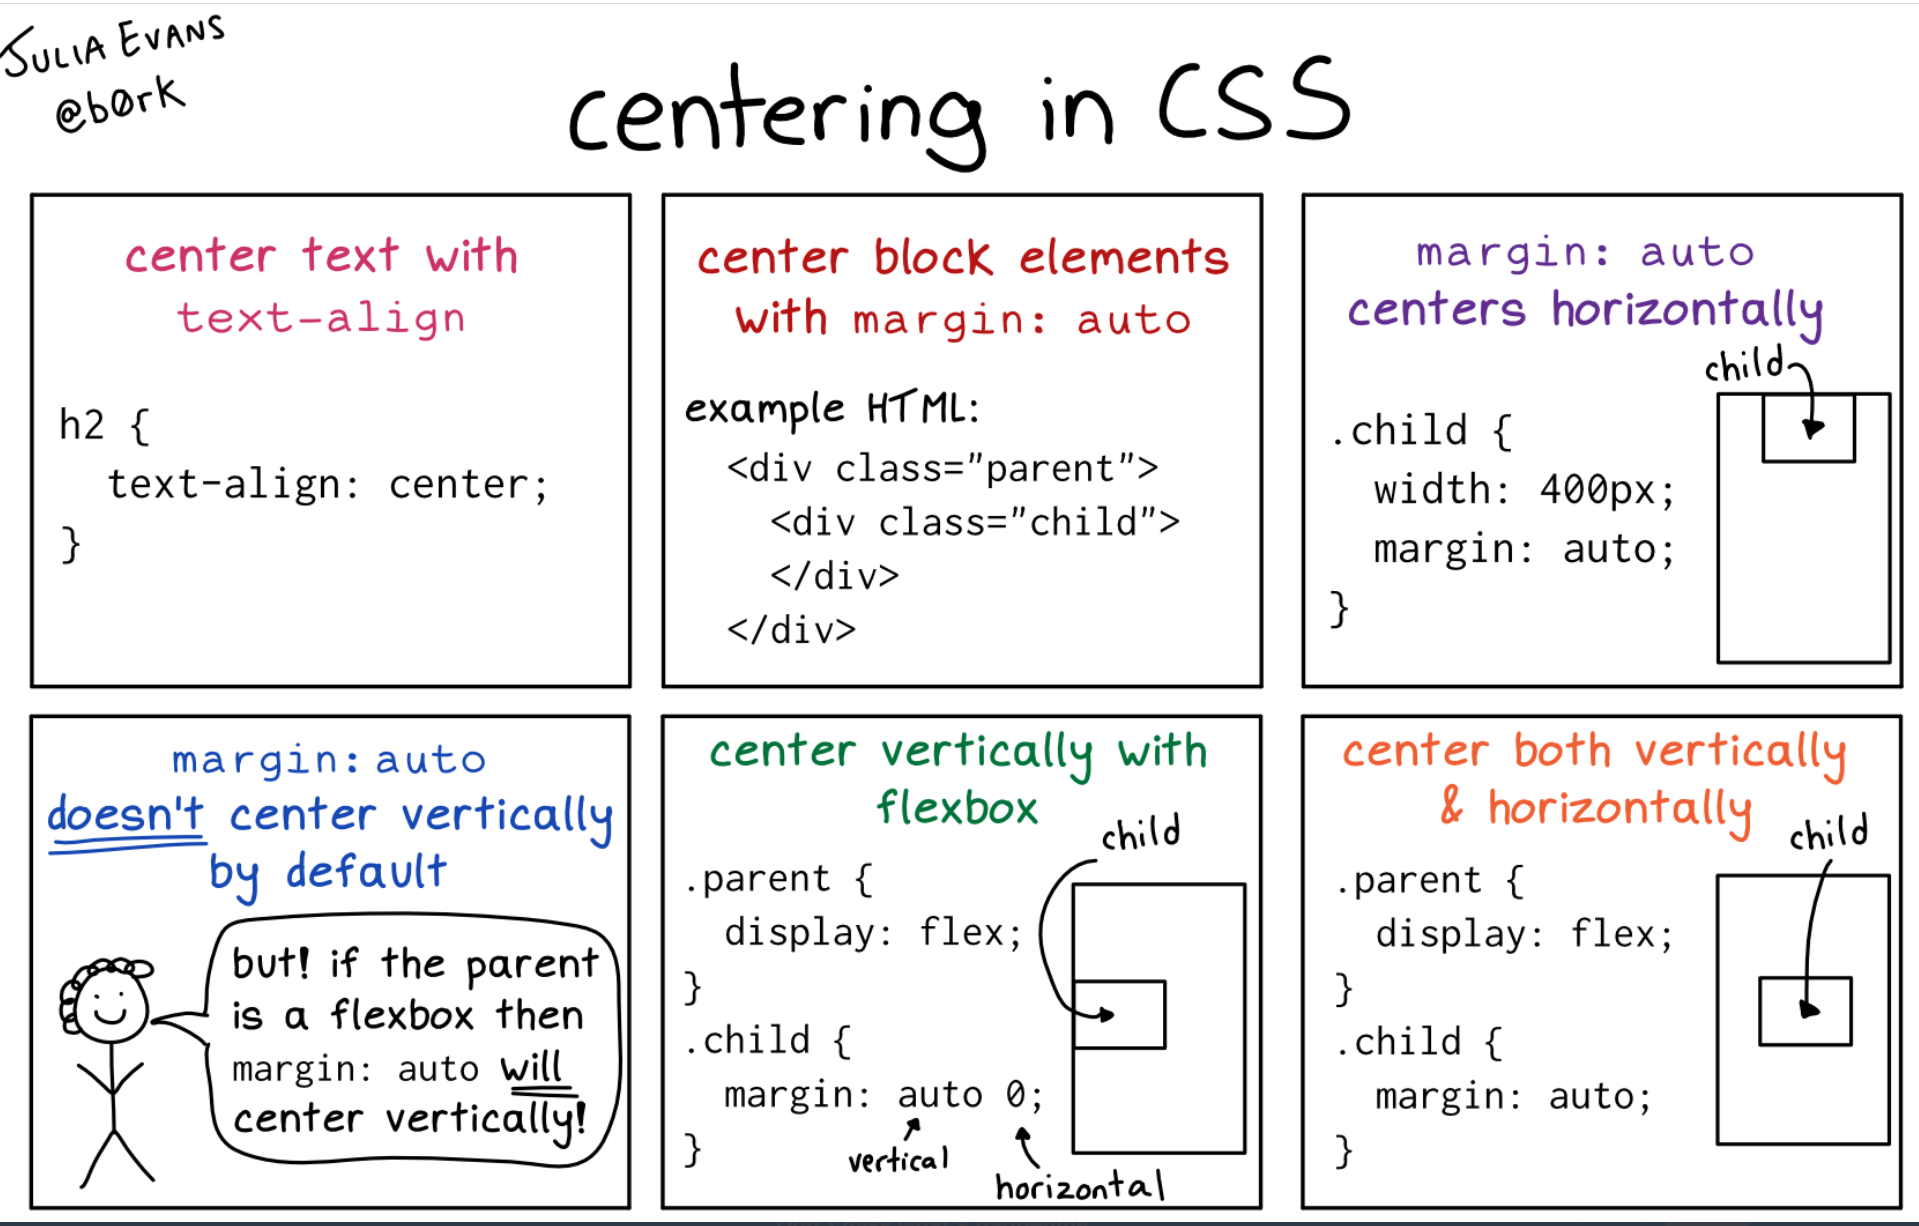 JULIA EVANS
@b0rk
centering in CSS
center text with
text-align
h2 {
text-align: center;
}
center block elements
with margin: auto
example HTML:
<div class="parent">
<div class="child">
</div>
</div>
margin: auto
centers horizontally
child
.child {
width: 400px;
margin: auto;
}
margin: auto
doesn't center vertically
by default
but! if the parent
is a flexbox then
margin: auto will
center vertically!
center vertically with
flexbox
child
.parent {
display: flex;
}
.child {
margin: auto 0;
}
vertical
horizontal
center both vertically
& horizontally
child
.parent {
display: flex;
}
.child {
margin: auto;
}